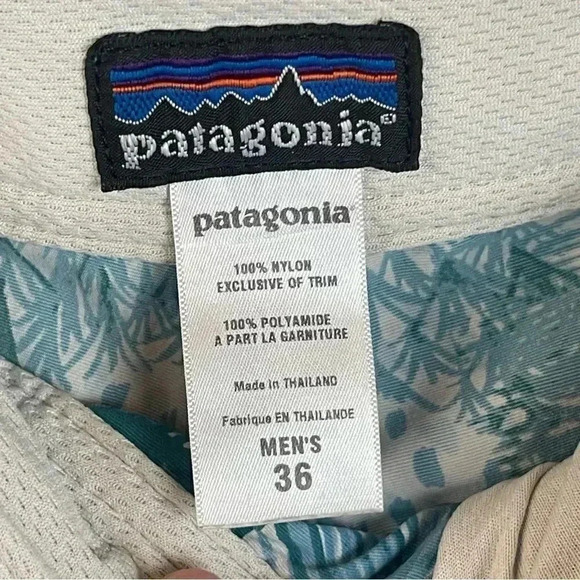 patagonia®
patagonia®
100% NYLON
EXCLUSIVE OF TRIM
100% POLYAMIDE
A PART LA GARNITURE
Made in THAILAND
Fabrique EN THAILANDE
MEN'S
36